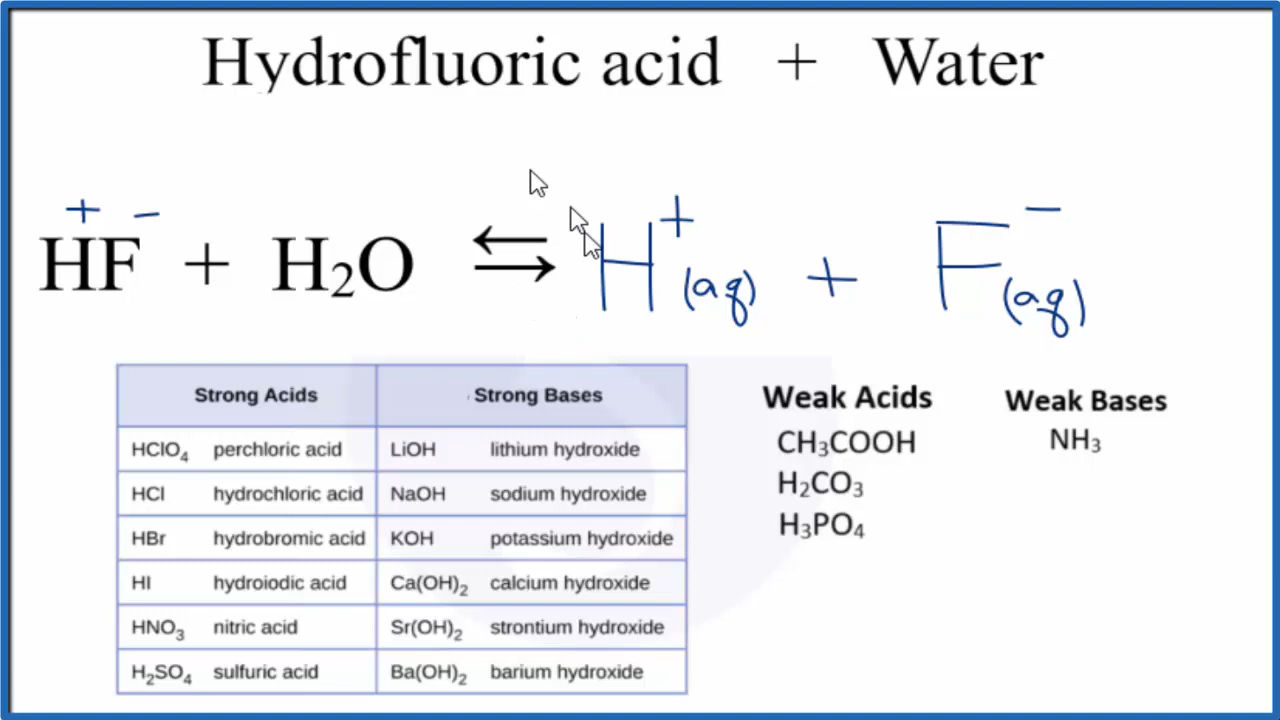 Hydrofluoric acid + Water
HF⁺ ⁻ + H₂O ⇆ H⁺(aq) + F⁻(aq)
Strong Acids Strong Bases
HClO₄ perchloric acid LiOH lithium hydroxide
HCl hydrochloric acid NaOH sodium hydroxide
HBr hydrobromic acid KOH potassium hydroxide
HI hydroiodic acid Ca(OH)₂ calcium hydroxide
HNO₃ nitric acid Sr(OH)₂ strontium hydroxide
H₂SO₄ sulfuric acid Ba(OH)₂ barium hydroxide
Weak Acids Weak Bases
CH₃COOH NH₃
H₂CO₃
H₃PO₄